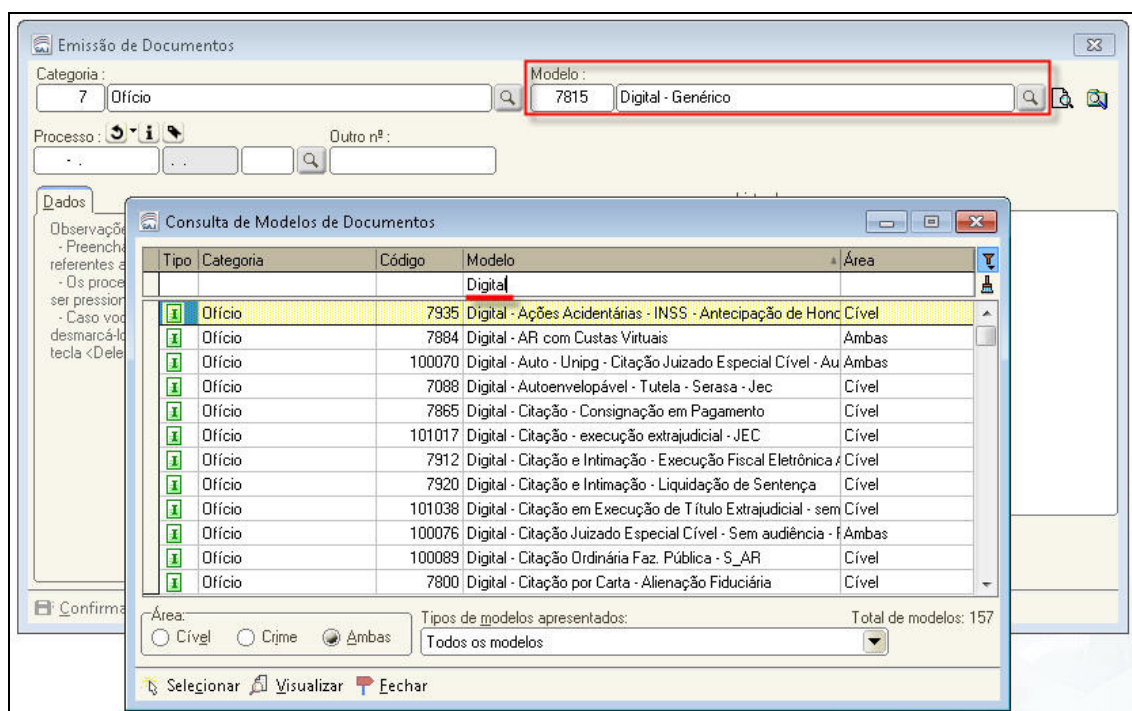 Emissão de Documentos
Categoria : Modelo :
7 Ofício 7815 Digital - Genérico
Processo : Outro nº :
- . . .
Dados
Observaçõe
- Preencha
referentes a
- Os proce
ser pression
- Caso voc
desmarcá-lo
tecla <Dele
Confirma
Consulta de Modelos de Documentos
Tipo Categoria Código Modelo Área
Digital
Ofício 7935 Digital - Ações Acidentárias - INSS - Antecipação de Hono Cível
Ofício 7884 Digital - AR com Custas Virtuais Ambas
Ofício 100070 Digital - Auto - Unipg - Citação Juizado Especial Cível - Au Ambas
Ofício 7088 Digital - Autoenvelopável - Tutela - Serasa - Jec Cível
Ofício 7865 Digital - Citação - Consignação em Pagamento Cível
Ofício 101017 Digital - Citação - execução extrajudicial - JEC Cível
Ofício 7912 Digital - Citação e Intimação - Execução Fiscal Eletrônica A Cível
Ofício 7920 Digital - Citação e Intimação - Liquidação de Sentença Cível
Ofício 101038 Digital - Citação em Execução de Título Extrajudicial - sem Cível
Ofício 100076 Digital - Citação Juizado Especial Cível - Sem audiência - Ambas
Ofício 100089 Digital - Citação Ordinária Faz. Pública - S_AR Cível
Ofício 7800 Digital - Citação por Carta - Alienação Fiduciária Cível
Área: Tipos de modelos apresentados: Total de modelos: 157
Cível Crime Ambas Todos os modelos
Selecionar Visualizar Fechar